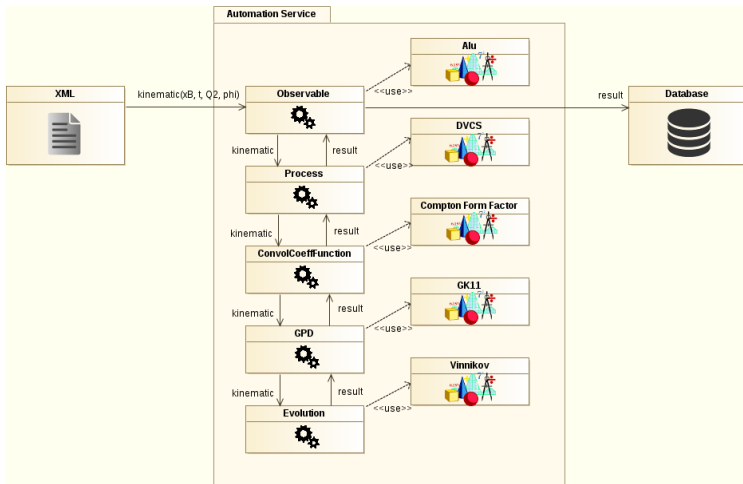 Automation Service
Alu
XML
kinematic(xB, t, Q2, phi)
Observable
<<use>>
result
Database
DVCS
kinematic
result
<<use>>
Process
Compton Form Factor
kinematic
result
<<use>>
ConvolCoeffFunction
GK11
kinematic
result
<<use>>
GPD
Vinnikov
kinematic
result
<<use>>
Evolution